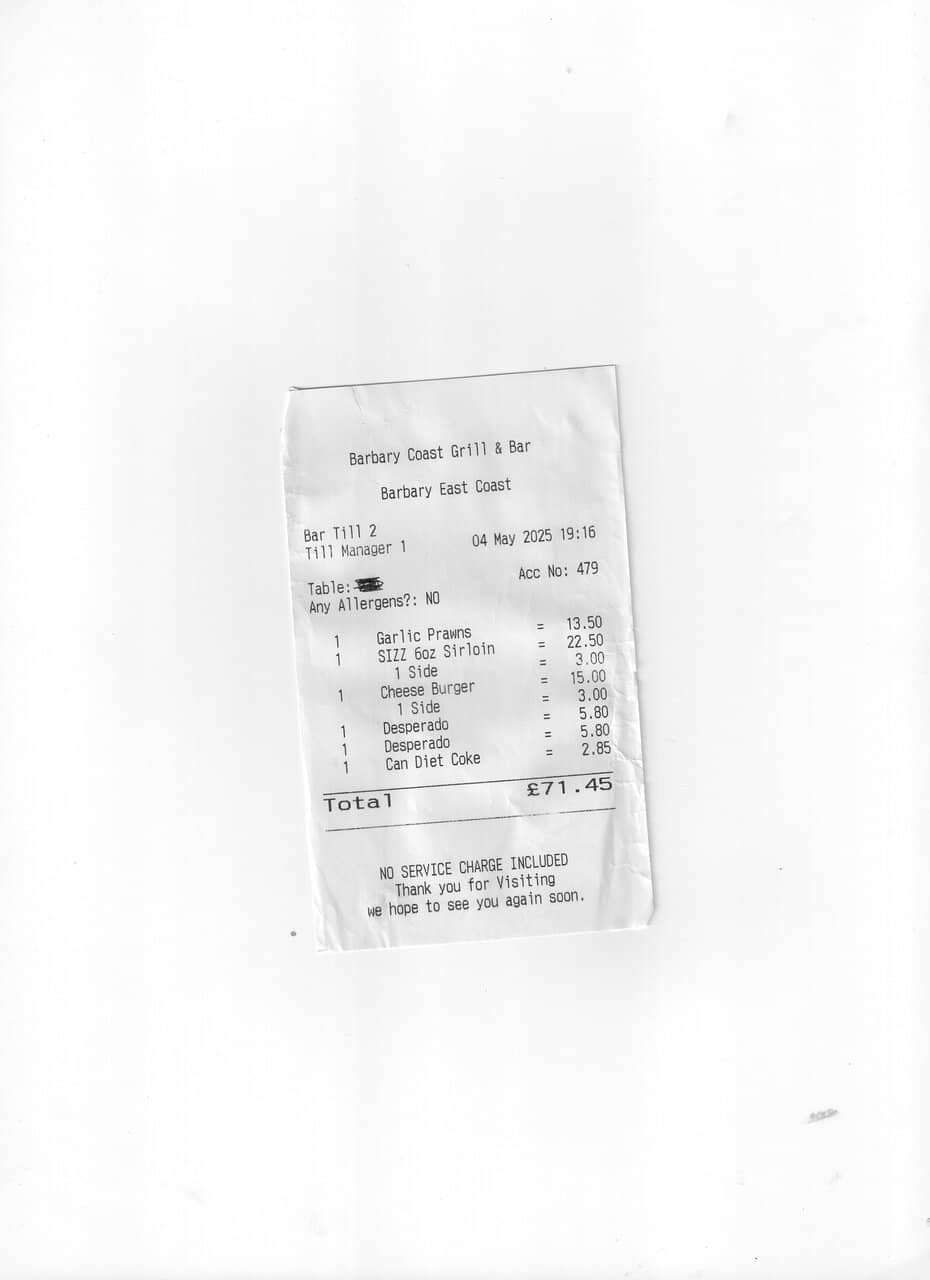 Barbary Coast Grill & Bar
Barbary East Coast
Bar Till 2
Till Manager 1 04 May 2025 19:16
Table: Acc No: 479
Any Allergens?: NO
1 Garlic Prawns = 13.50
1 SIZZ 6oz Sirloin = 22.50
1 Side = 3.00
1 Cheese Burger = 15.00
1 Side = 3.00
1 Desperado = 5.80
1 Desperado = 5.80
1 Can Diet Coke = 2.85
Total £71.45
NO SERVICE CHARGE INCLUDED
Thank you for Visiting
we hope to see you again soon.